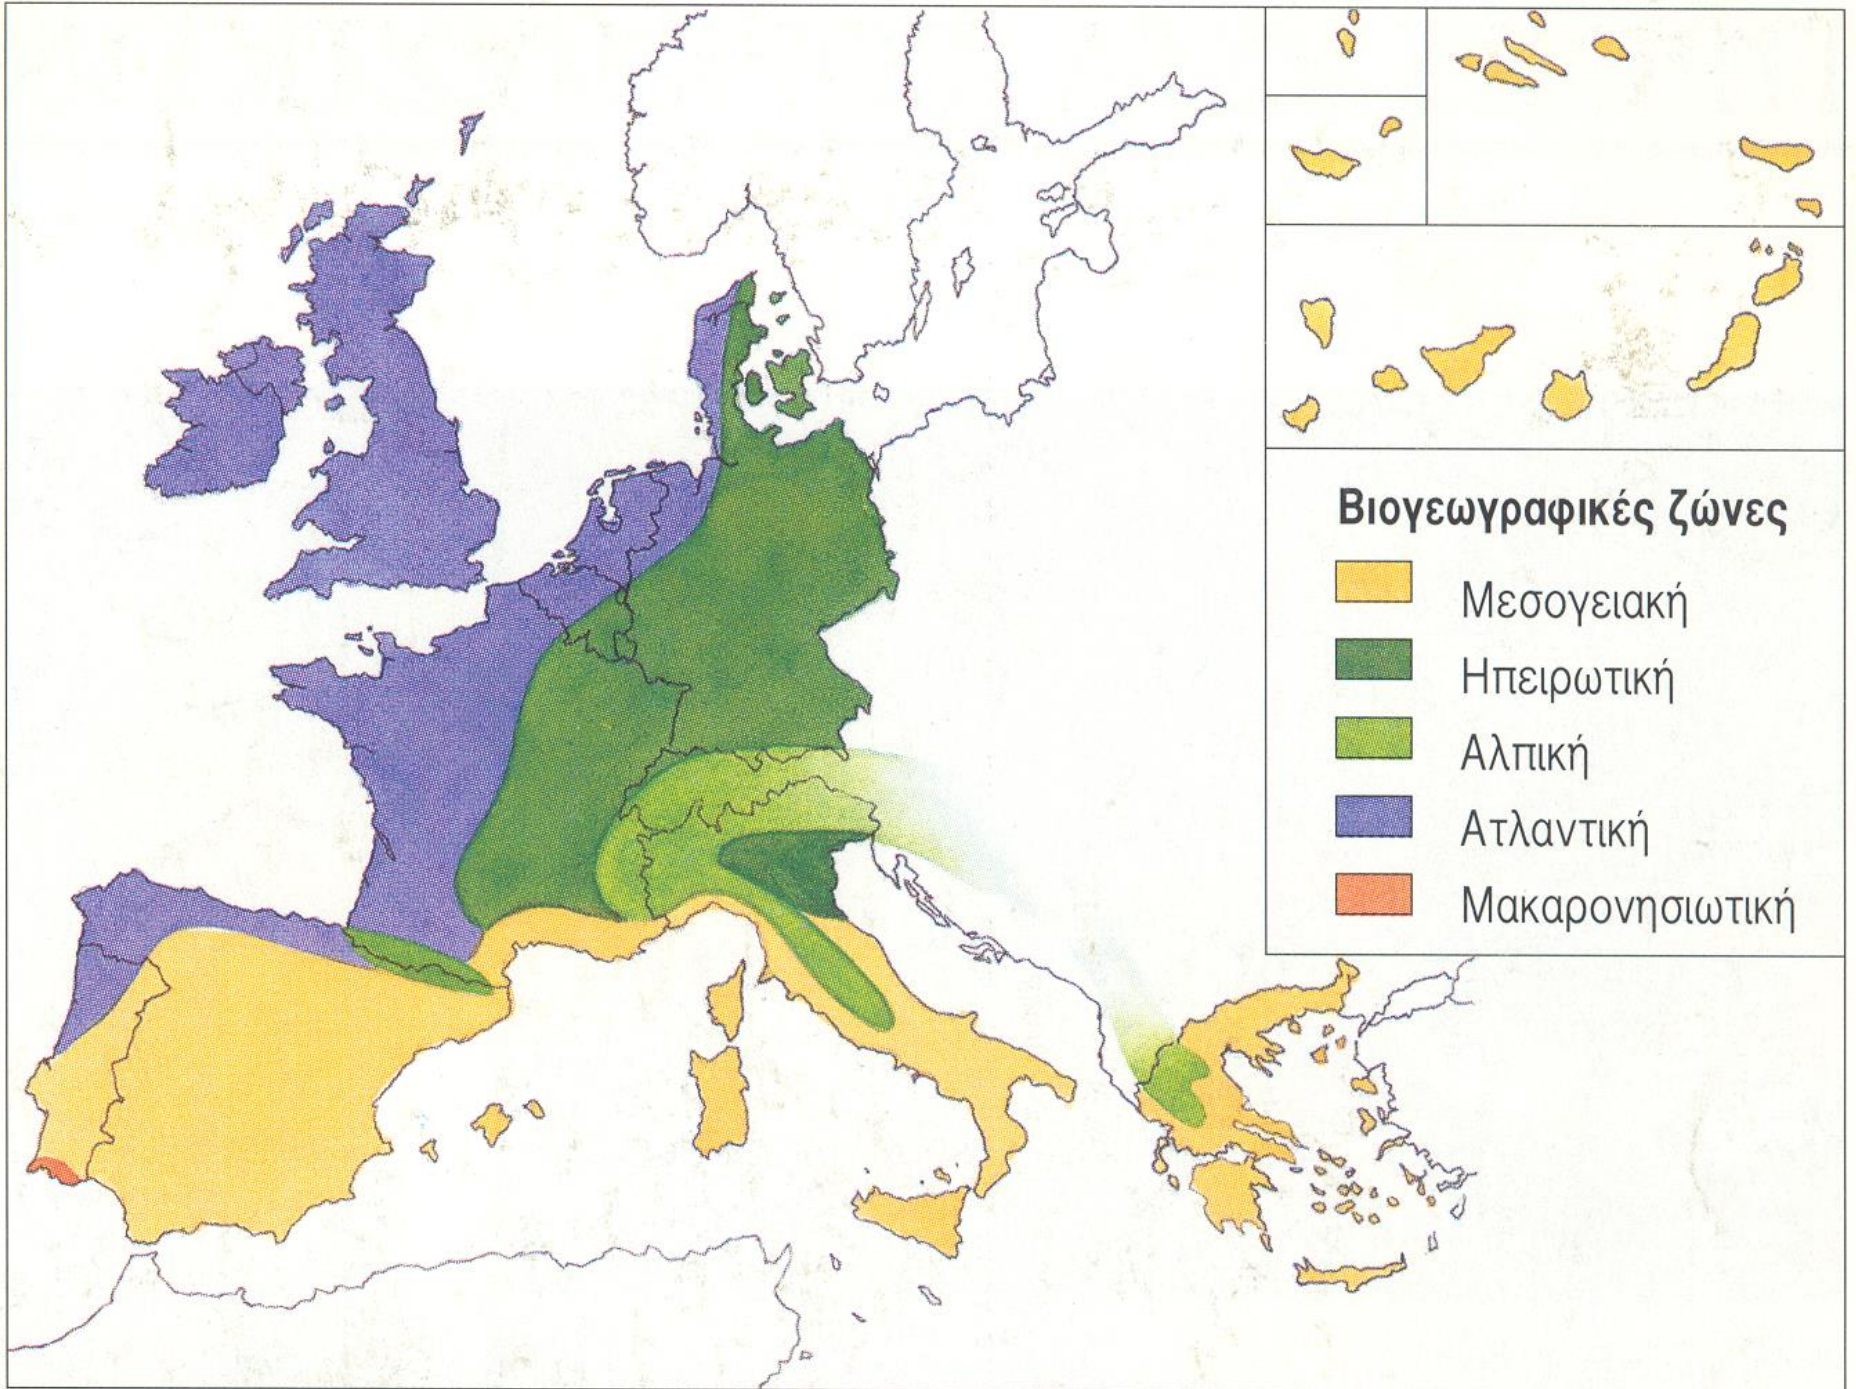 Βιογεωγραφικές ζώνες
Μεσογειακή
Ηπειρωτική
Αλπική
Ατλαντική
Μακαρονησιωτική